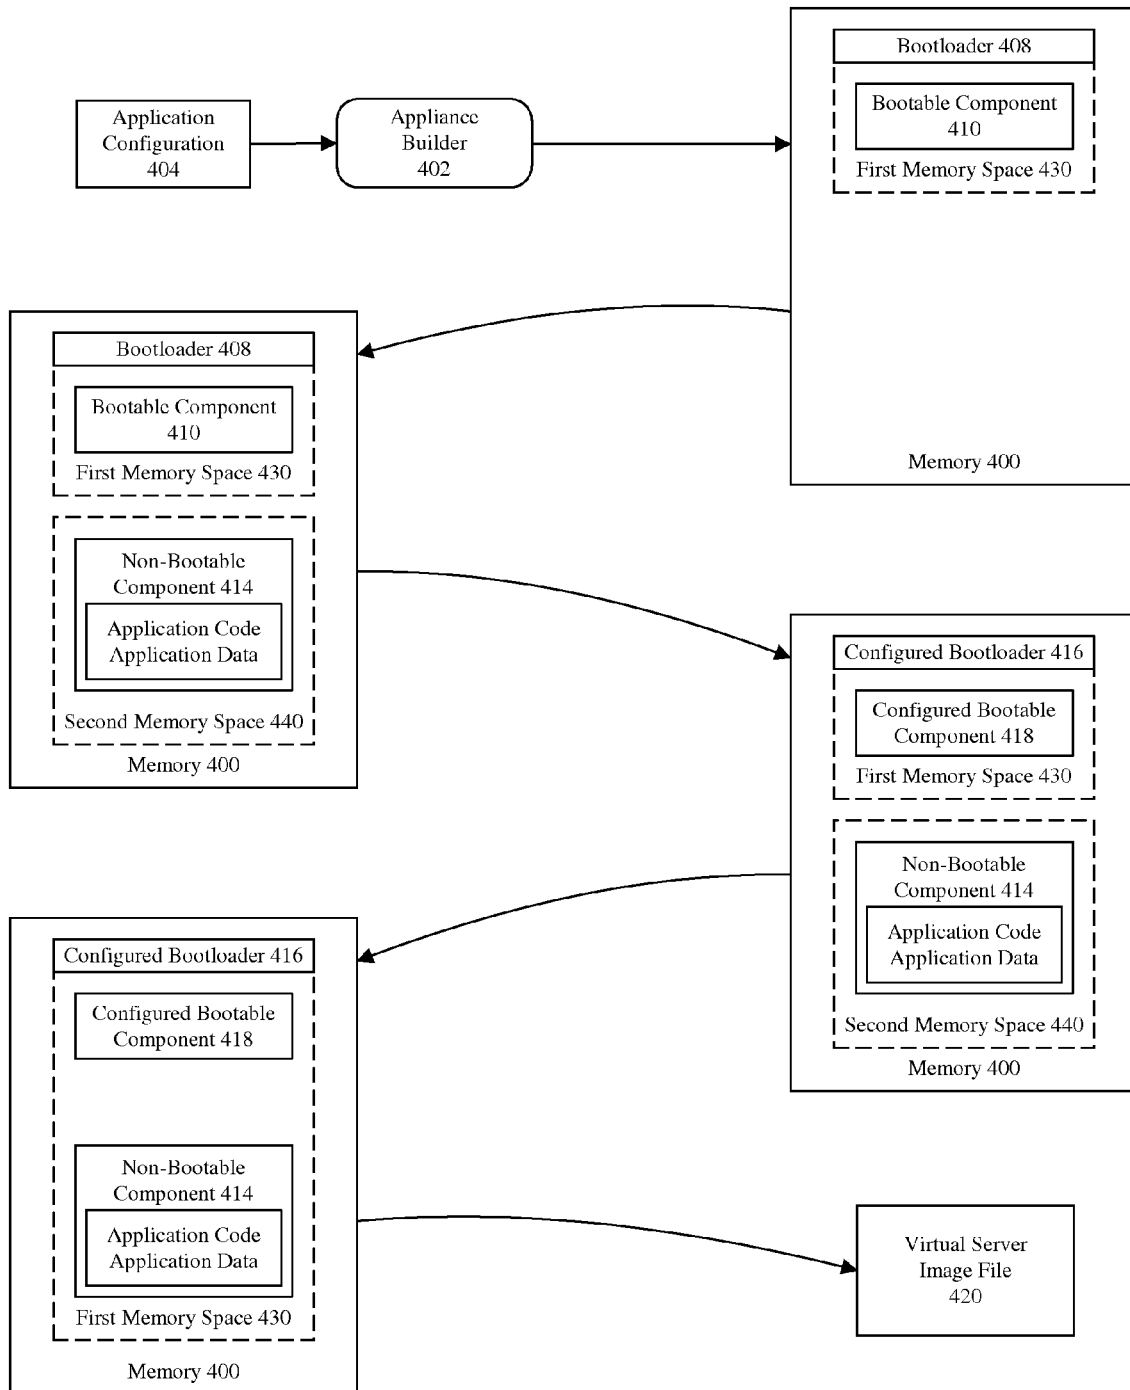 Application
Configuration
404
Appliance
Builder
402
Bootloader 408
Bootable Component
410
First Memory Space 430
Memory 400
Bootloader 408
Bootable Component
410
First Memory Space 430
Non-Bootable
Component 414
Application Code
Application Data
Second Memory Space 440
Memory 400
Configured Bootloader 416
Configured Bootable
Component 418
First Memory Space 430
Non-Bootable
Component 414
Application Code
Application Data
Second Memory Space 440
Memory 400
Configured Bootloader 416
Configured Bootable
Component 418
Non-Bootable
Component 414
Application Code
Application Data
First Memory Space 430
Memory 400
Virtual Server
Image File
420